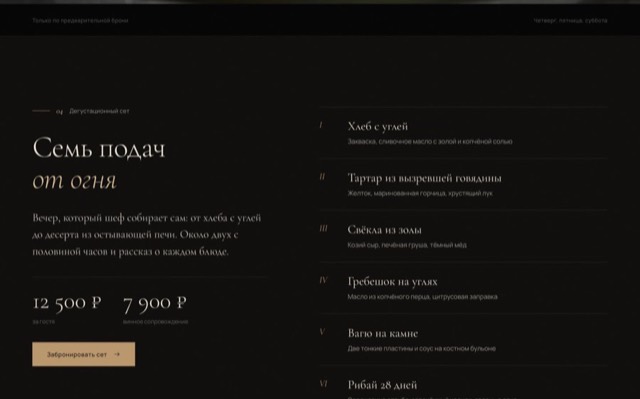 Только по предварительной брони
Четверг, пятница, суббота
04 Дегустационный сет
Семь подач
от огня
Вечер, который шеф собирает сам: от хлеба с углей
до десерта из остывающей печи. Около двух с
половиной часов и рассказ о каждом блюде.
12 500 ₽
за гостя
7 900 ₽
винное сопровождение
Забронировать сет →
I
Хлеб с углей
Закваска, сливочное масло с золой и копчёной солью
II
Тартар из вызревшей говядины
Желток, маринованная горчица, хрустящий лук
III
Свёкла из золы
Козий сыр, печёная груша, тёмный мёд
IV
Гребешок на углях
Масло из копчёного перца, цитрусовая заправка
V
Вагю на камне
Две тонкие пластины и соус на костном бульоне
VI
Рибай 28 дней